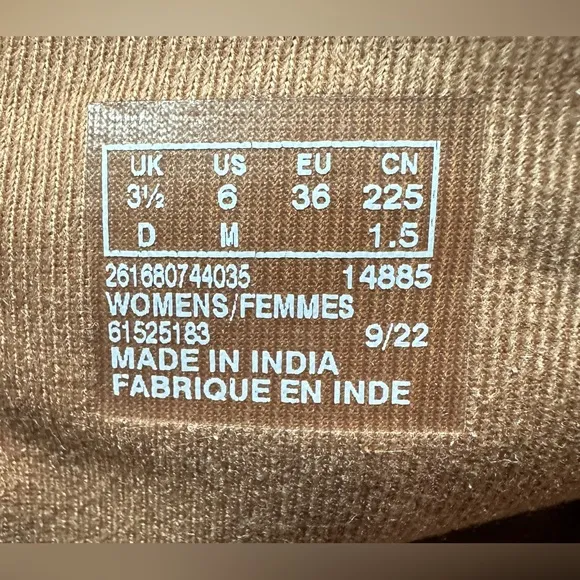 UK US EU CN
3½ 6 36 225
D M 1.5
261680744035 14885
WOMENS/FEMMES
61525183 9/22
MADE IN INDIA
FABRIQUE EN INDE